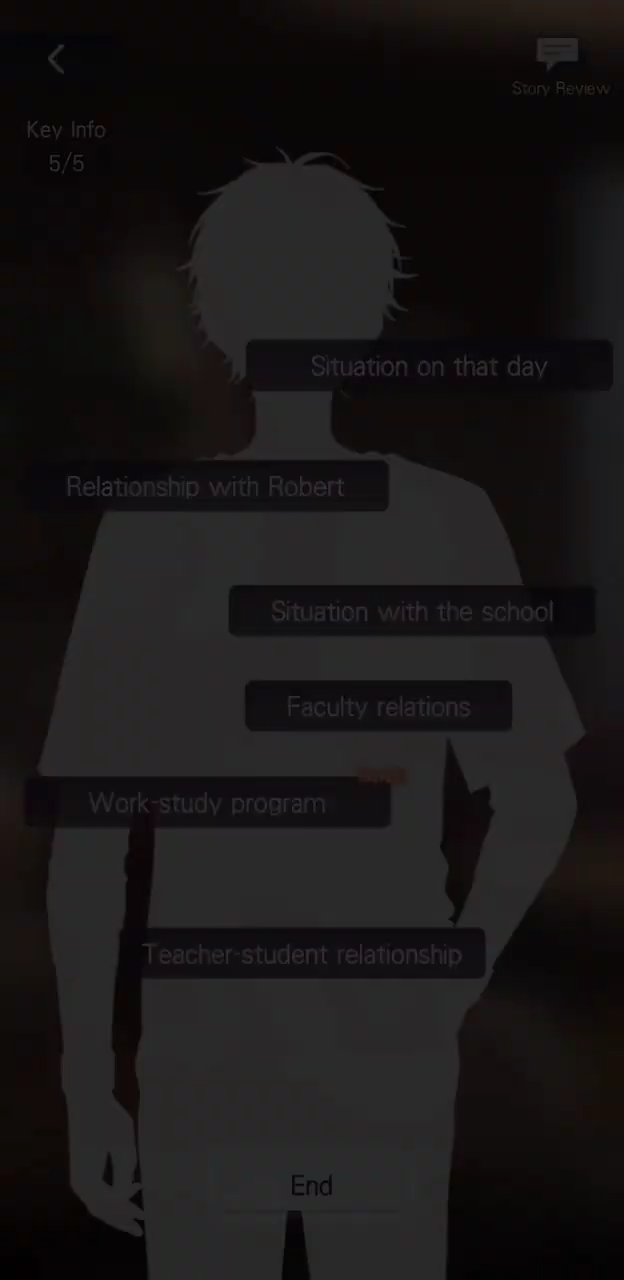 Story Review
Key Info
5/5
Situation on that day
Relationship with Robert
Situation with the school
Faculty relations
Work-study program
Teacher-student relationship
End